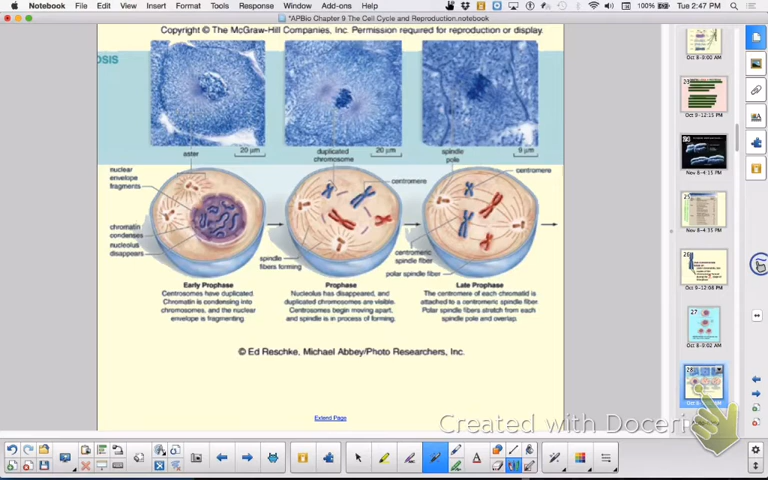 Notebook File Edit View Insert Format Tools Response Window Add-ons Help 100% Tue 2:47 PM
*APBio Chapter 9 The Cell Cycle and Reproduction.notebook
Copyright © The McGraw-Hill Companies, Inc. Permission required for reproduction or display.
OSIS
aster
20 µm
duplicated
chromosome
20 µm
spindle
pole
9 µm
nuclear
envelope
fragments
chromatin
condenses
nucleolus
disappears
centromere
spindle
fibers forming
centromere
centromeric
spindle fiber
polar spindle fiber
Early Prophase
Centrosomes have duplicated.
Chromatin is condensing into
chromosomes, and the nuclear
envelope is fragmenting.
Prophase
Nucleolus has disappeared, and
duplicated chromosomes are visible.
Centrosomes begin moving apart,
and spindle is in process of forming.
Late Prophase
The centromere of each chromatid is
attached to a centromeric spindle fiber.
Polar spindle fibers stretch from each
spindle pole and overlap.
© Ed Reschke, Michael Abbey/Photo Researchers, Inc.
Extend Page
Oct 8-9:00 AM
23
Oct 9-12:15 PM
Nov 8-4:15 PM
25
Nov 8-4:35 PM
26
Oct 9-12:08 PM
27
Oct 8-9:02 AM
28
Created with Doceri